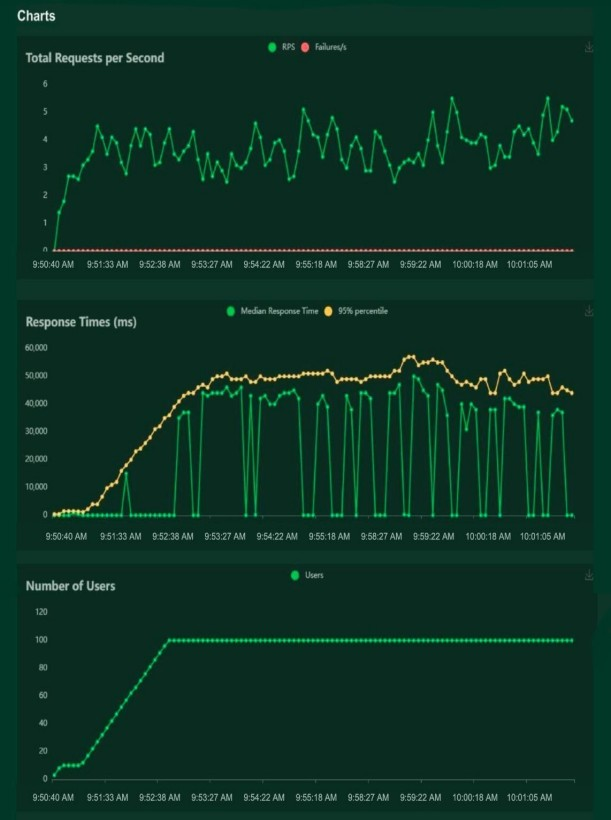 Charts
RPS Failures/s
Total Requests per Second
6
5
4
3
2
1
0
9:50:40 AM 9:51:33 AM 9:52:38 AM 9:53:27 AM 9:54:22 AM 9:55:18 AM 9:58:27 AM 9:59:22 AM 10:00:18 AM 10:01:05 AM
Median Response Time 95% percentile
Response Times (ms)
60,000
50,000
40,000
30,000
20,000
10,000
0
9:50:40 AM 9:51:33 AM 9:52:38 AM 9:53:27 AM 9:54:22 AM 9:55:18 AM 9:58:27 AM 9:59:22 AM 10:00:18 AM 10:01:05 AM
Users
Number of Users
120
100
80
60
40
20
0
9:50:40 AM 9:51:33 AM 9:52:38 AM 9:53:27 AM 9:54:22 AM 9:55:18 AM 9:58:27 AM 9:59:22 AM 10:00:18 AM 10:01:05 AM